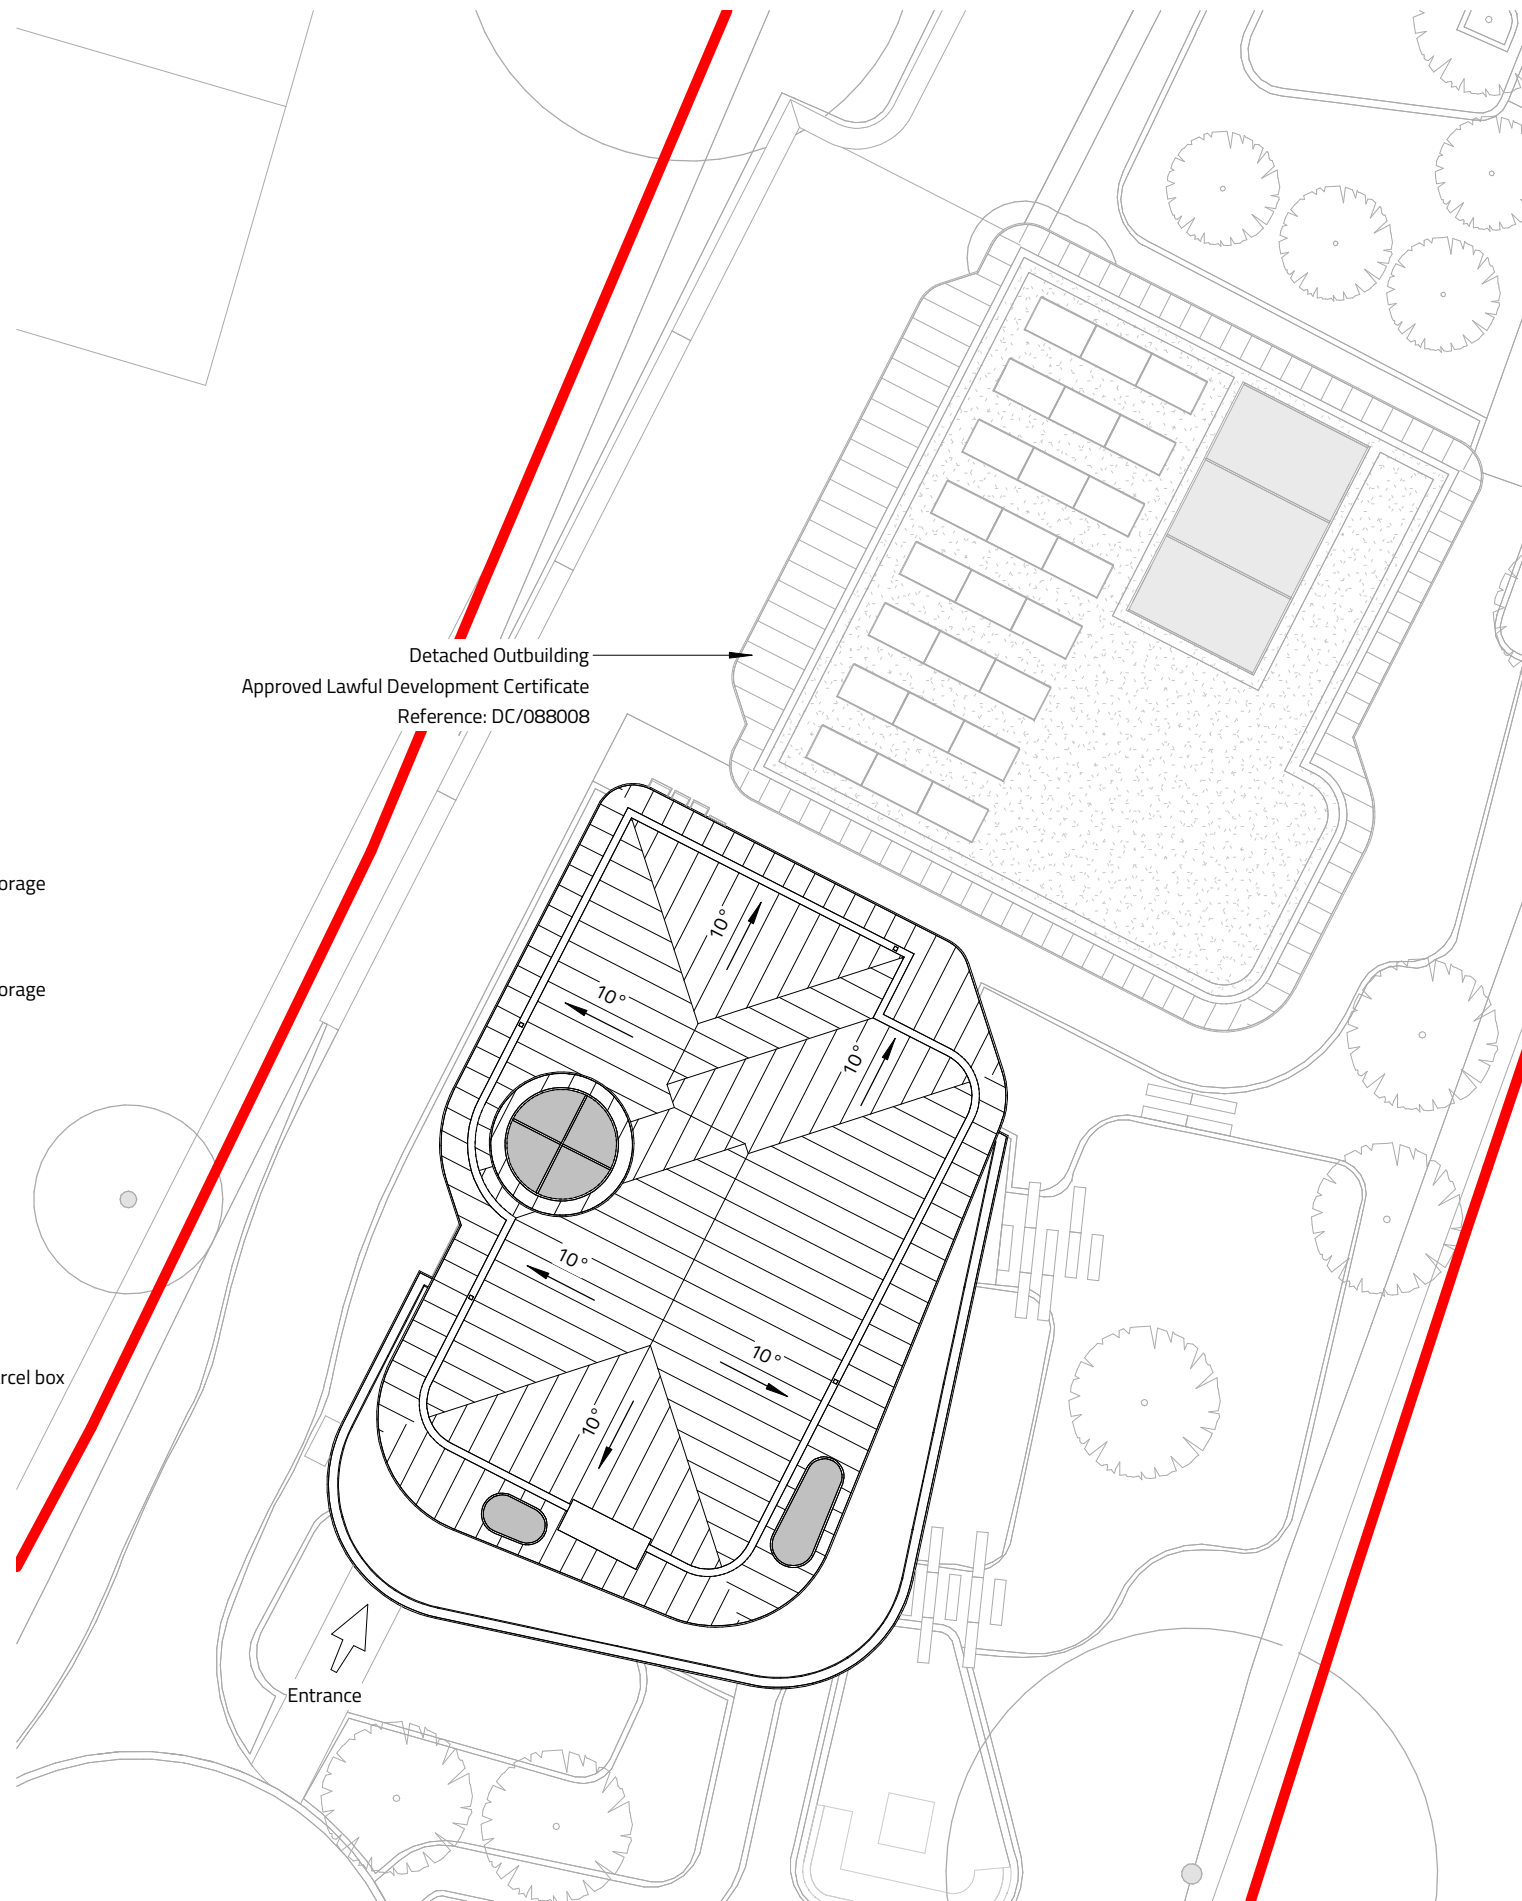 Detached Outbuilding
Approved Lawful Development Certificate
Reference: DC/088008
orage
orage
rcel box
10°
10°
10°
10°
10°
10°
Entrance